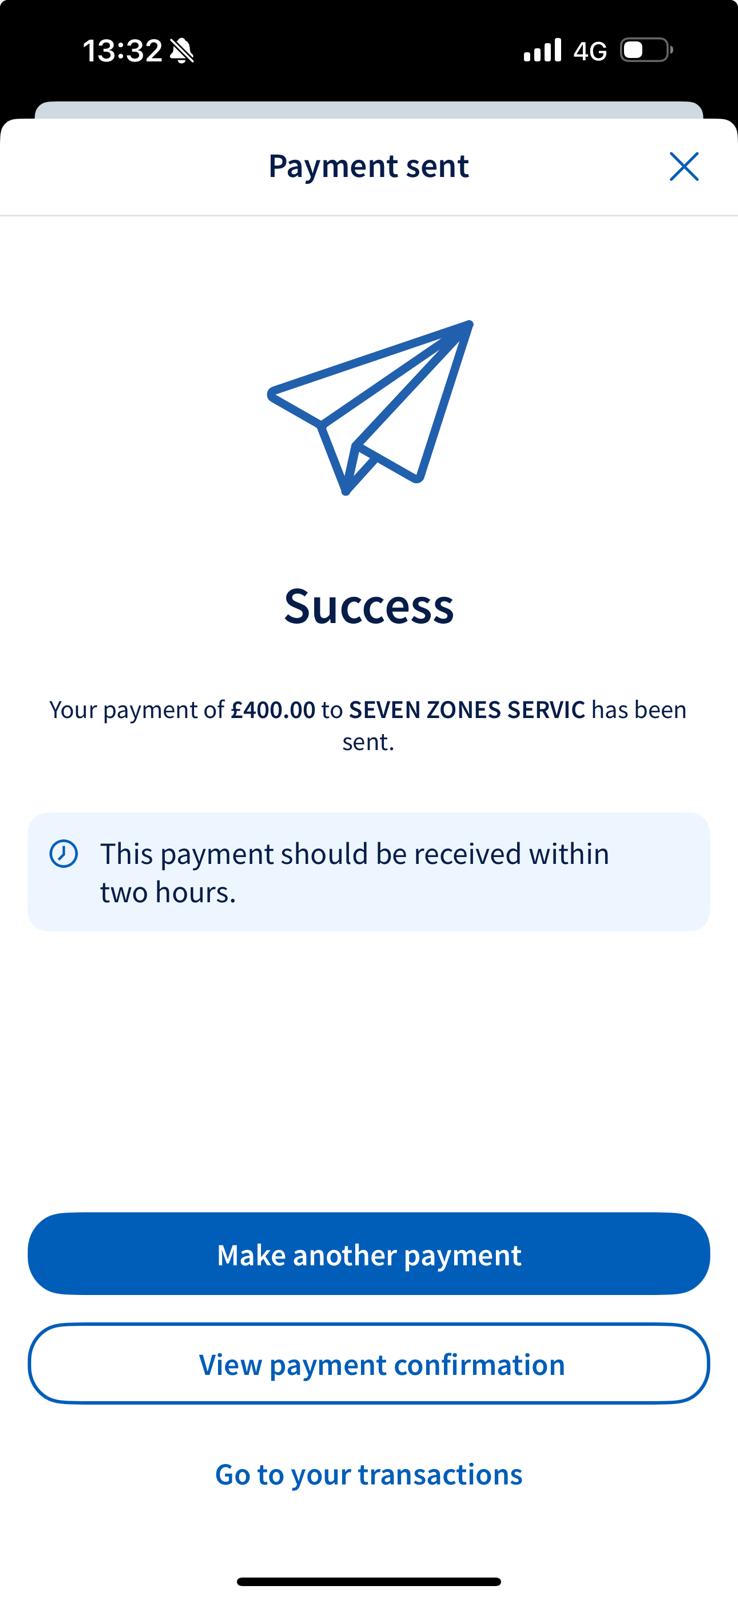 13:32
4G
Payment sent
Success
Your payment of £400.00 to SEVEN ZONES SERVIC has been
sent.
This payment should be received within
two hours.
Make another payment
View payment confirmation
Go to your transactions